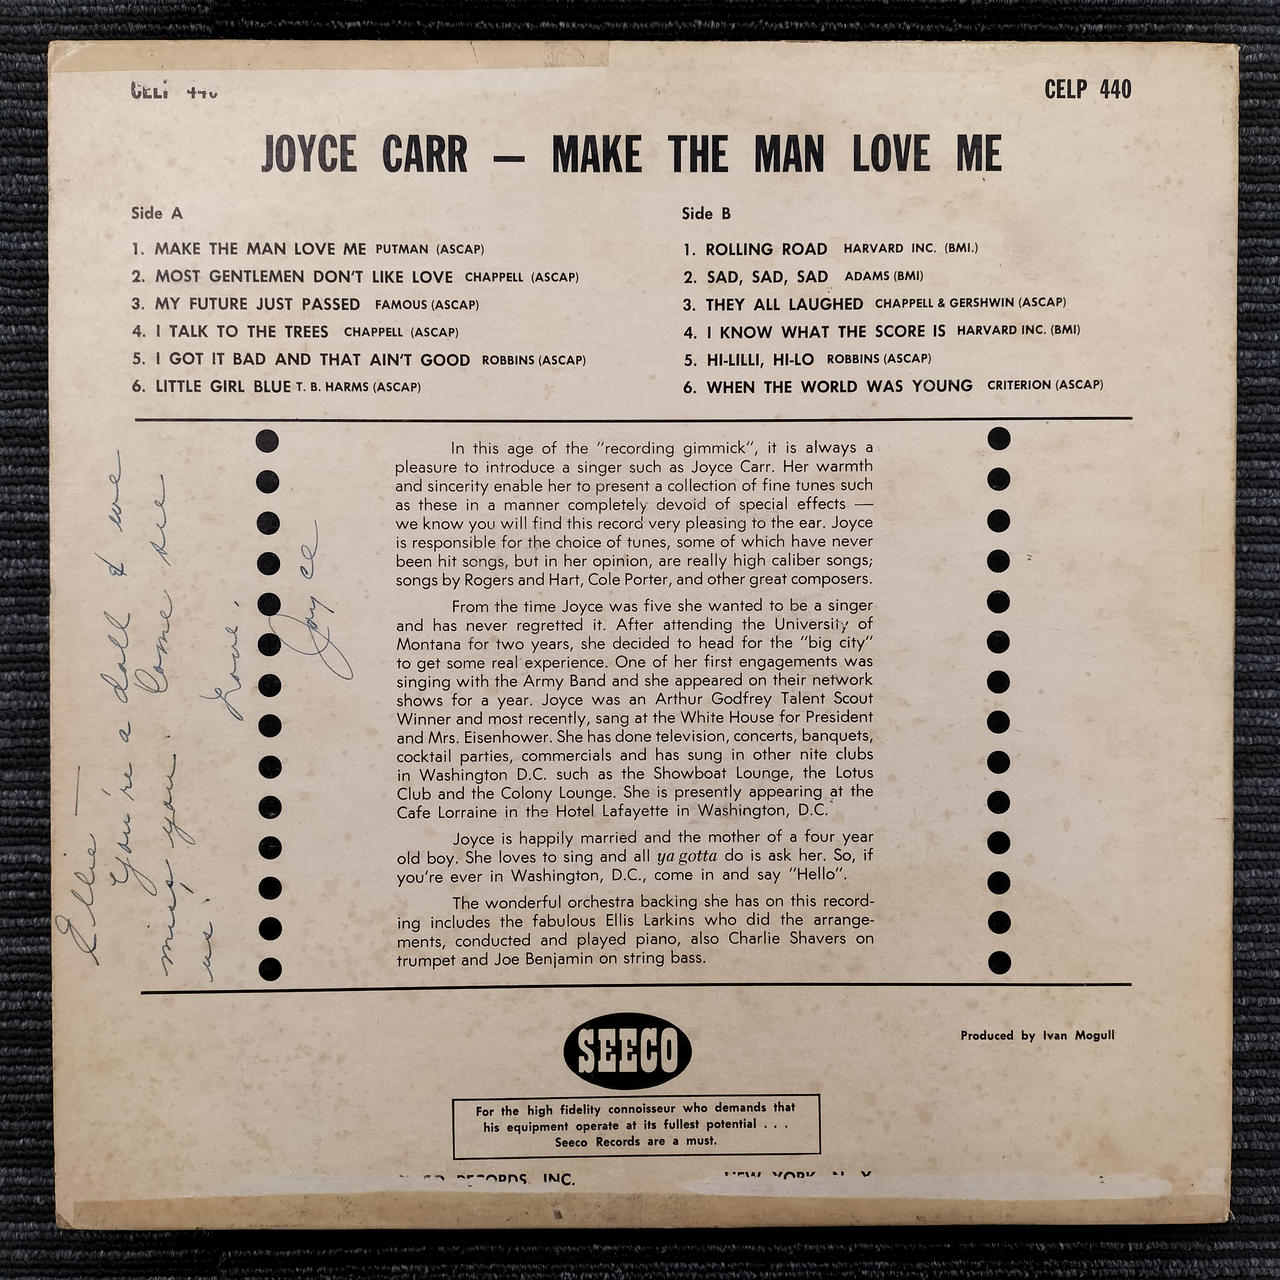 CELP 440
CELP 440
JOYCE CARR — MAKE THE MAN LOVE ME
Side A
1. MAKE THE MAN LOVE ME PUTMAN (ASCAP)
2. MOST GENTLEMEN DON'T LIKE LOVE CHAPPELL (ASCAP)
3. MY FUTURE JUST PASSED FAMOUS (ASCAP)
4. I TALK TO THE TREES CHAPPELL (ASCAP)
5. I GOT IT BAD AND THAT AIN'T GOOD ROBBINS (ASCAP)
6. LITTLE GIRL BLUE T. B. HARMS (ASCAP)
Side B
1. ROLLING ROAD HARVARD INC. (BMI.)
2. SAD, SAD, SAD ADAMS (BMI)
3. THEY ALL LAUGHED CHAPPELL & GERSHWIN (ASCAP)
4. I KNOW WHAT THE SCORE IS HARVARD INC. (BMI)
5. HI-LILLI, HI-LO ROBBINS (ASCAP)
6. WHEN THE WORLD WAS YOUNG CRITERION (ASCAP)
Ellie —
You're a doll & we
miss you. Come see
us!
Love,
Joyce
In this age of the "recording gimmick", it is always a
pleasure to introduce a singer such as Joyce Carr. Her warmth
and sincerity enable her to present a collection of fine tunes such
as these in a manner completely devoid of special effects —
we know you will find this record very pleasing to the ear. Joyce
is responsible for the choice of tunes, some of which have never
been hit songs, but in her opinion, are really high caliber songs;
songs by Rogers and Hart, Cole Porter, and other great composers.
From the time Joyce was five she wanted to be a singer
and has never regretted it. After attending the University of
Montana for two years, she decided to head for the "big city"
to get some real experience. One of her first engagements was
singing with the Army Band and she appeared on their network
shows for a year. Joyce was an Arthur Godfrey Talent Scout
Winner and most recently, sang at the White House for President
and Mrs. Eisenhower. She has done television, concerts, banquets,
cocktail parties, commercials and has sung in other nite clubs
in Washington D.C. such as the Showboat Lounge, the Lotus
Club and the Colony Lounge. She is presently appearing at the
Cafe Lorraine in the Hotel Lafayette in Washington, D.C.
Joyce is happily married and the mother of a four year
old boy. She loves to sing and all ya gotta do is ask her. So, if
you're ever in Washington, D.C., come in and say "Hello".
The wonderful orchestra backing she has on this record-
ing includes the fabulous Ellis Larkins who did the arrange-
ments, conducted and played piano, also Charlie Shavers on
trumpet and Joe Benjamin on string bass.
SEECO
Produced by Ivan Mogull
For the high fidelity connoisseur who demands that
his equipment operate at its fullest potential . . .
Seeco Records are a must.
RECORDS, INC. NEW YORK, N. Y.